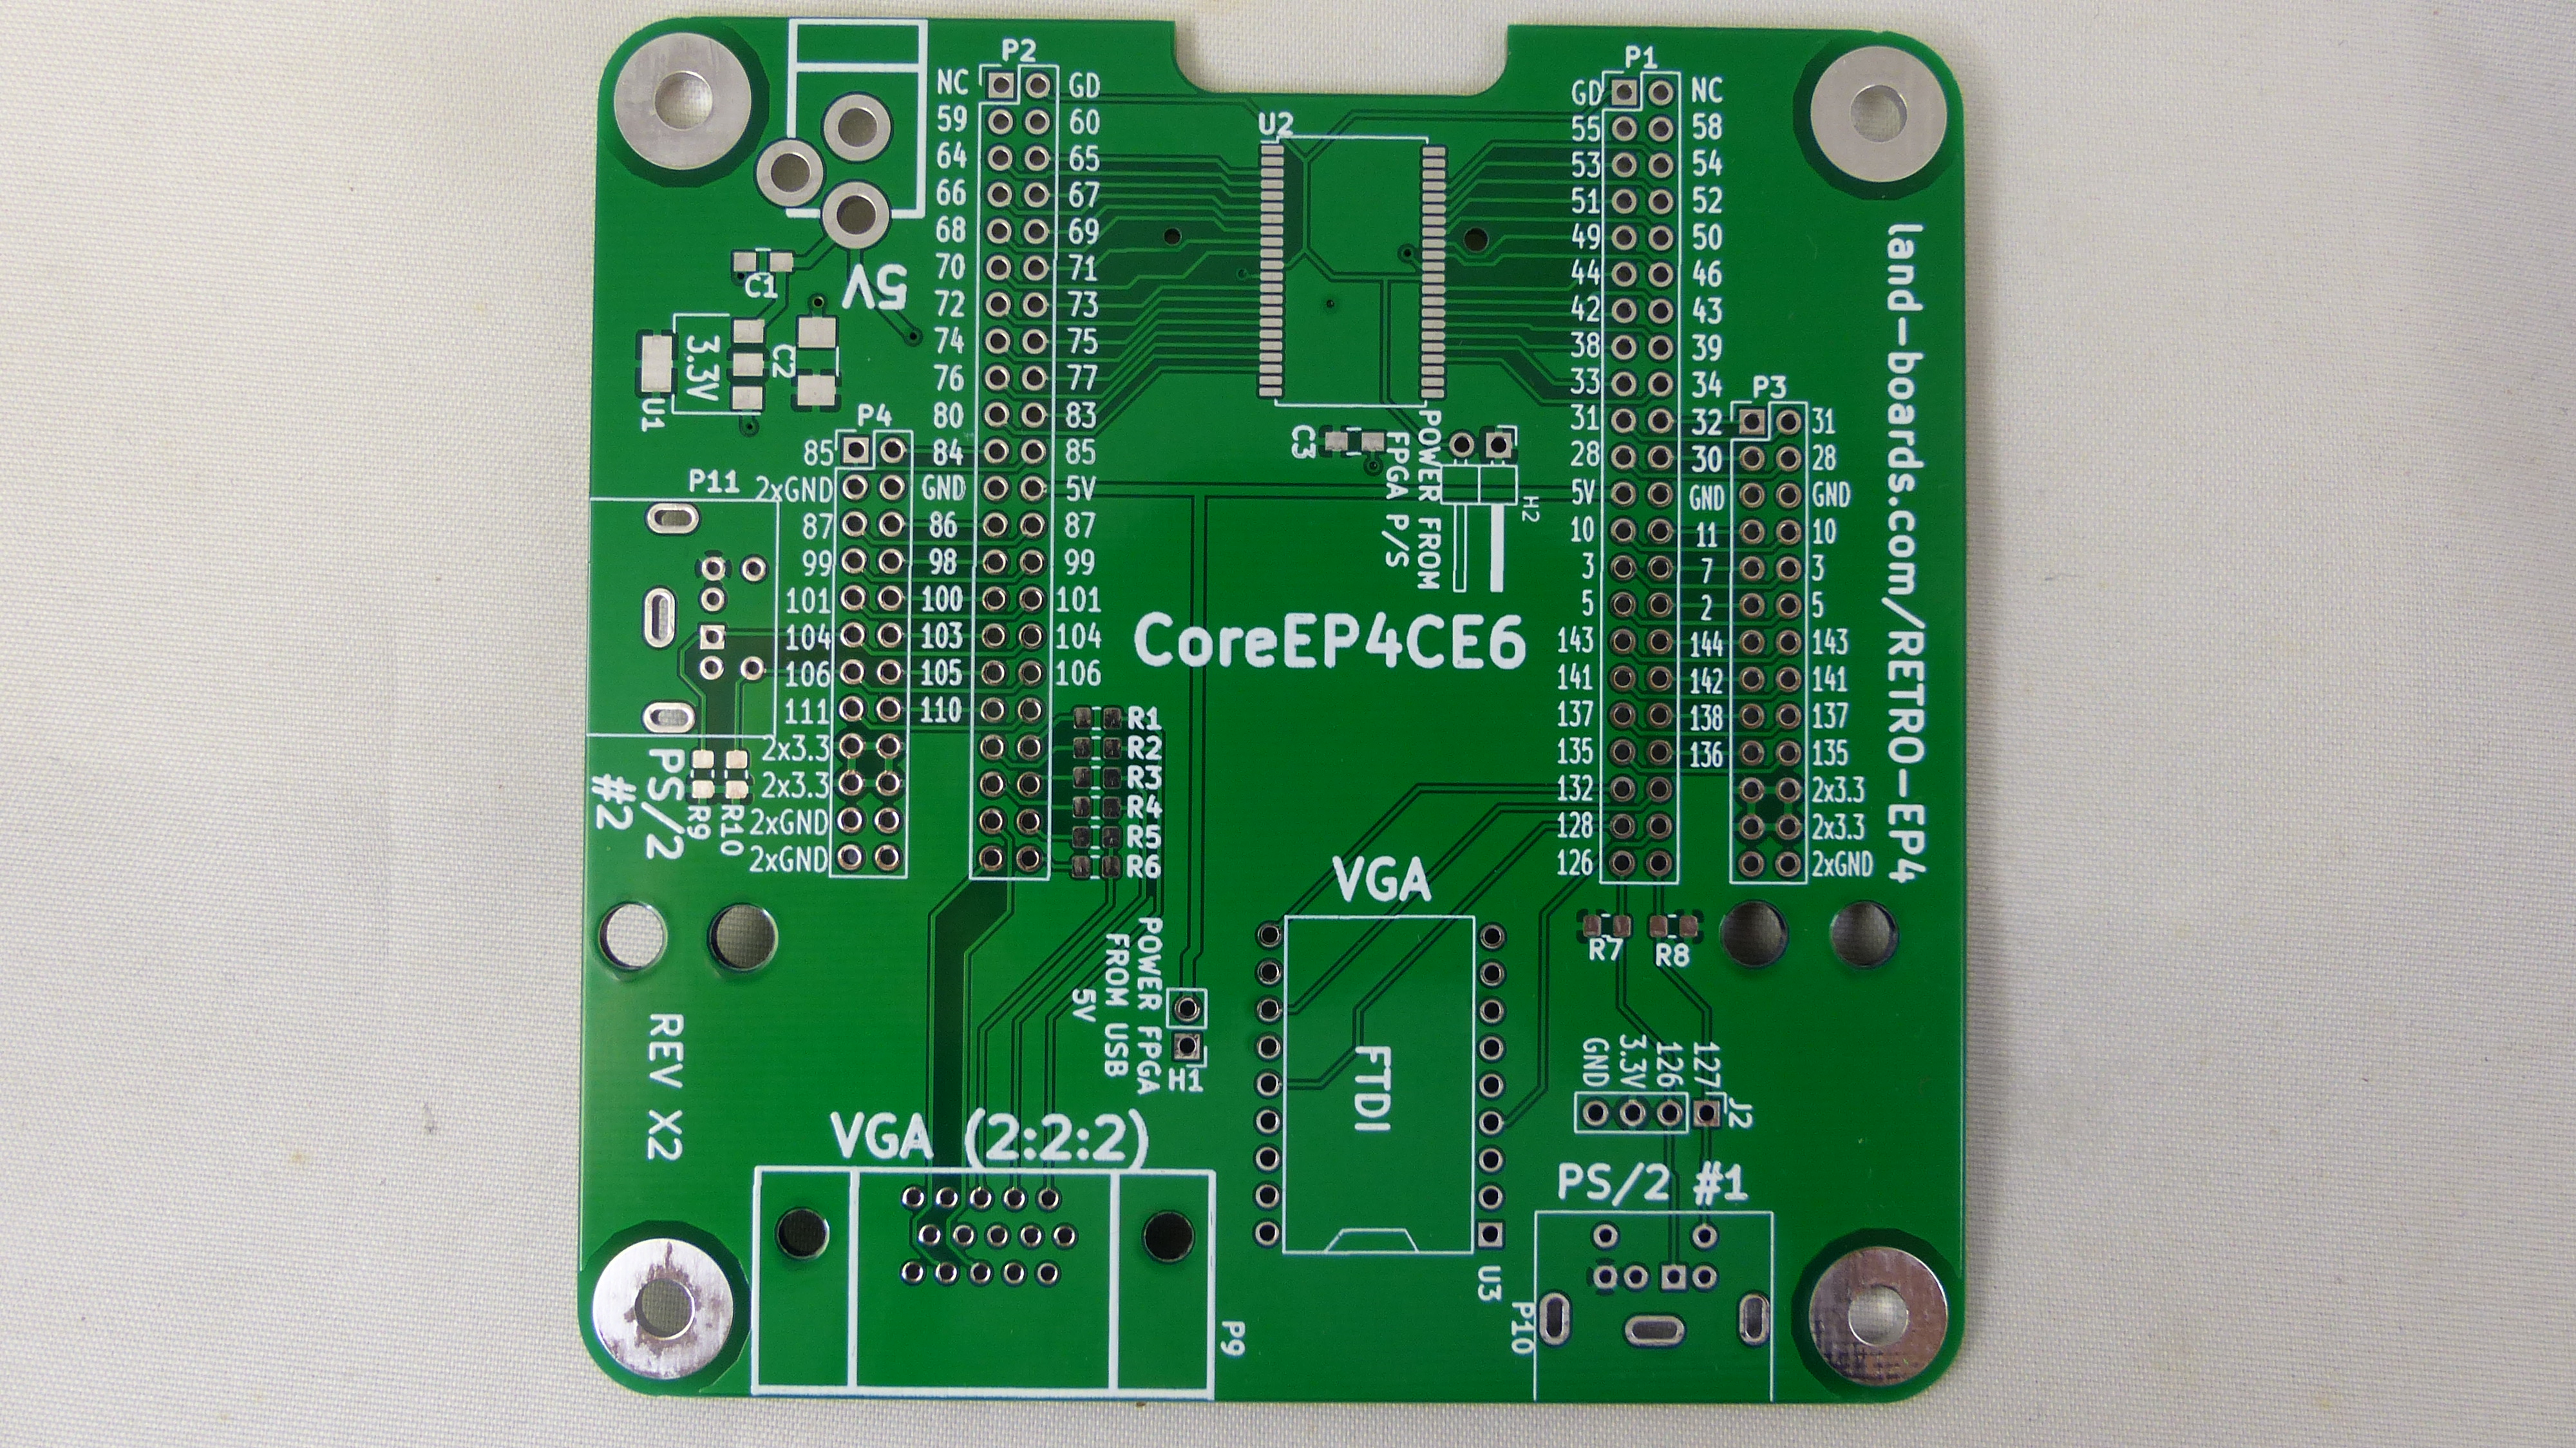 P2
P1
NC GD
GD NC
59 60
55 58
U2
64 65
53 54
66 67
51 52
68 69
49 50
70 71
44 46
C1
5V
72 73
42 43
74 75
38 39
3.3V
C2
U1
76 77
33 34
P3
P4
80 83
31 32 31
85 84 85
28 30 28
C3
POWER FROM
FPGA P/S
H2
P11
2xGND GND 5V
5V GND GND
87 86 87
10 11 10
99 98 99
3 7 3
101 100 101
5 2 5
CoreEP4CE6
104 103 104
143 144 143
106 105 106
141 142 141
111 110
137 138 137
R1
2x3.3
R2
135 136 135
2x3.3
R3
132 2x3.3
R4
2xGND
R5
128 2x3.3
2xGND
R6
126 2xGND
PS/2
#2
R9
R10
land-boards.com/RETRO-EP4
VGA
R7 R8
POWER FPGA
FROM USB
5V
H1
REV X2
FTDI
GND
3.3V
126
127
J2
VGA (2:2:2)
PS/2 #1
U3
P9
P10